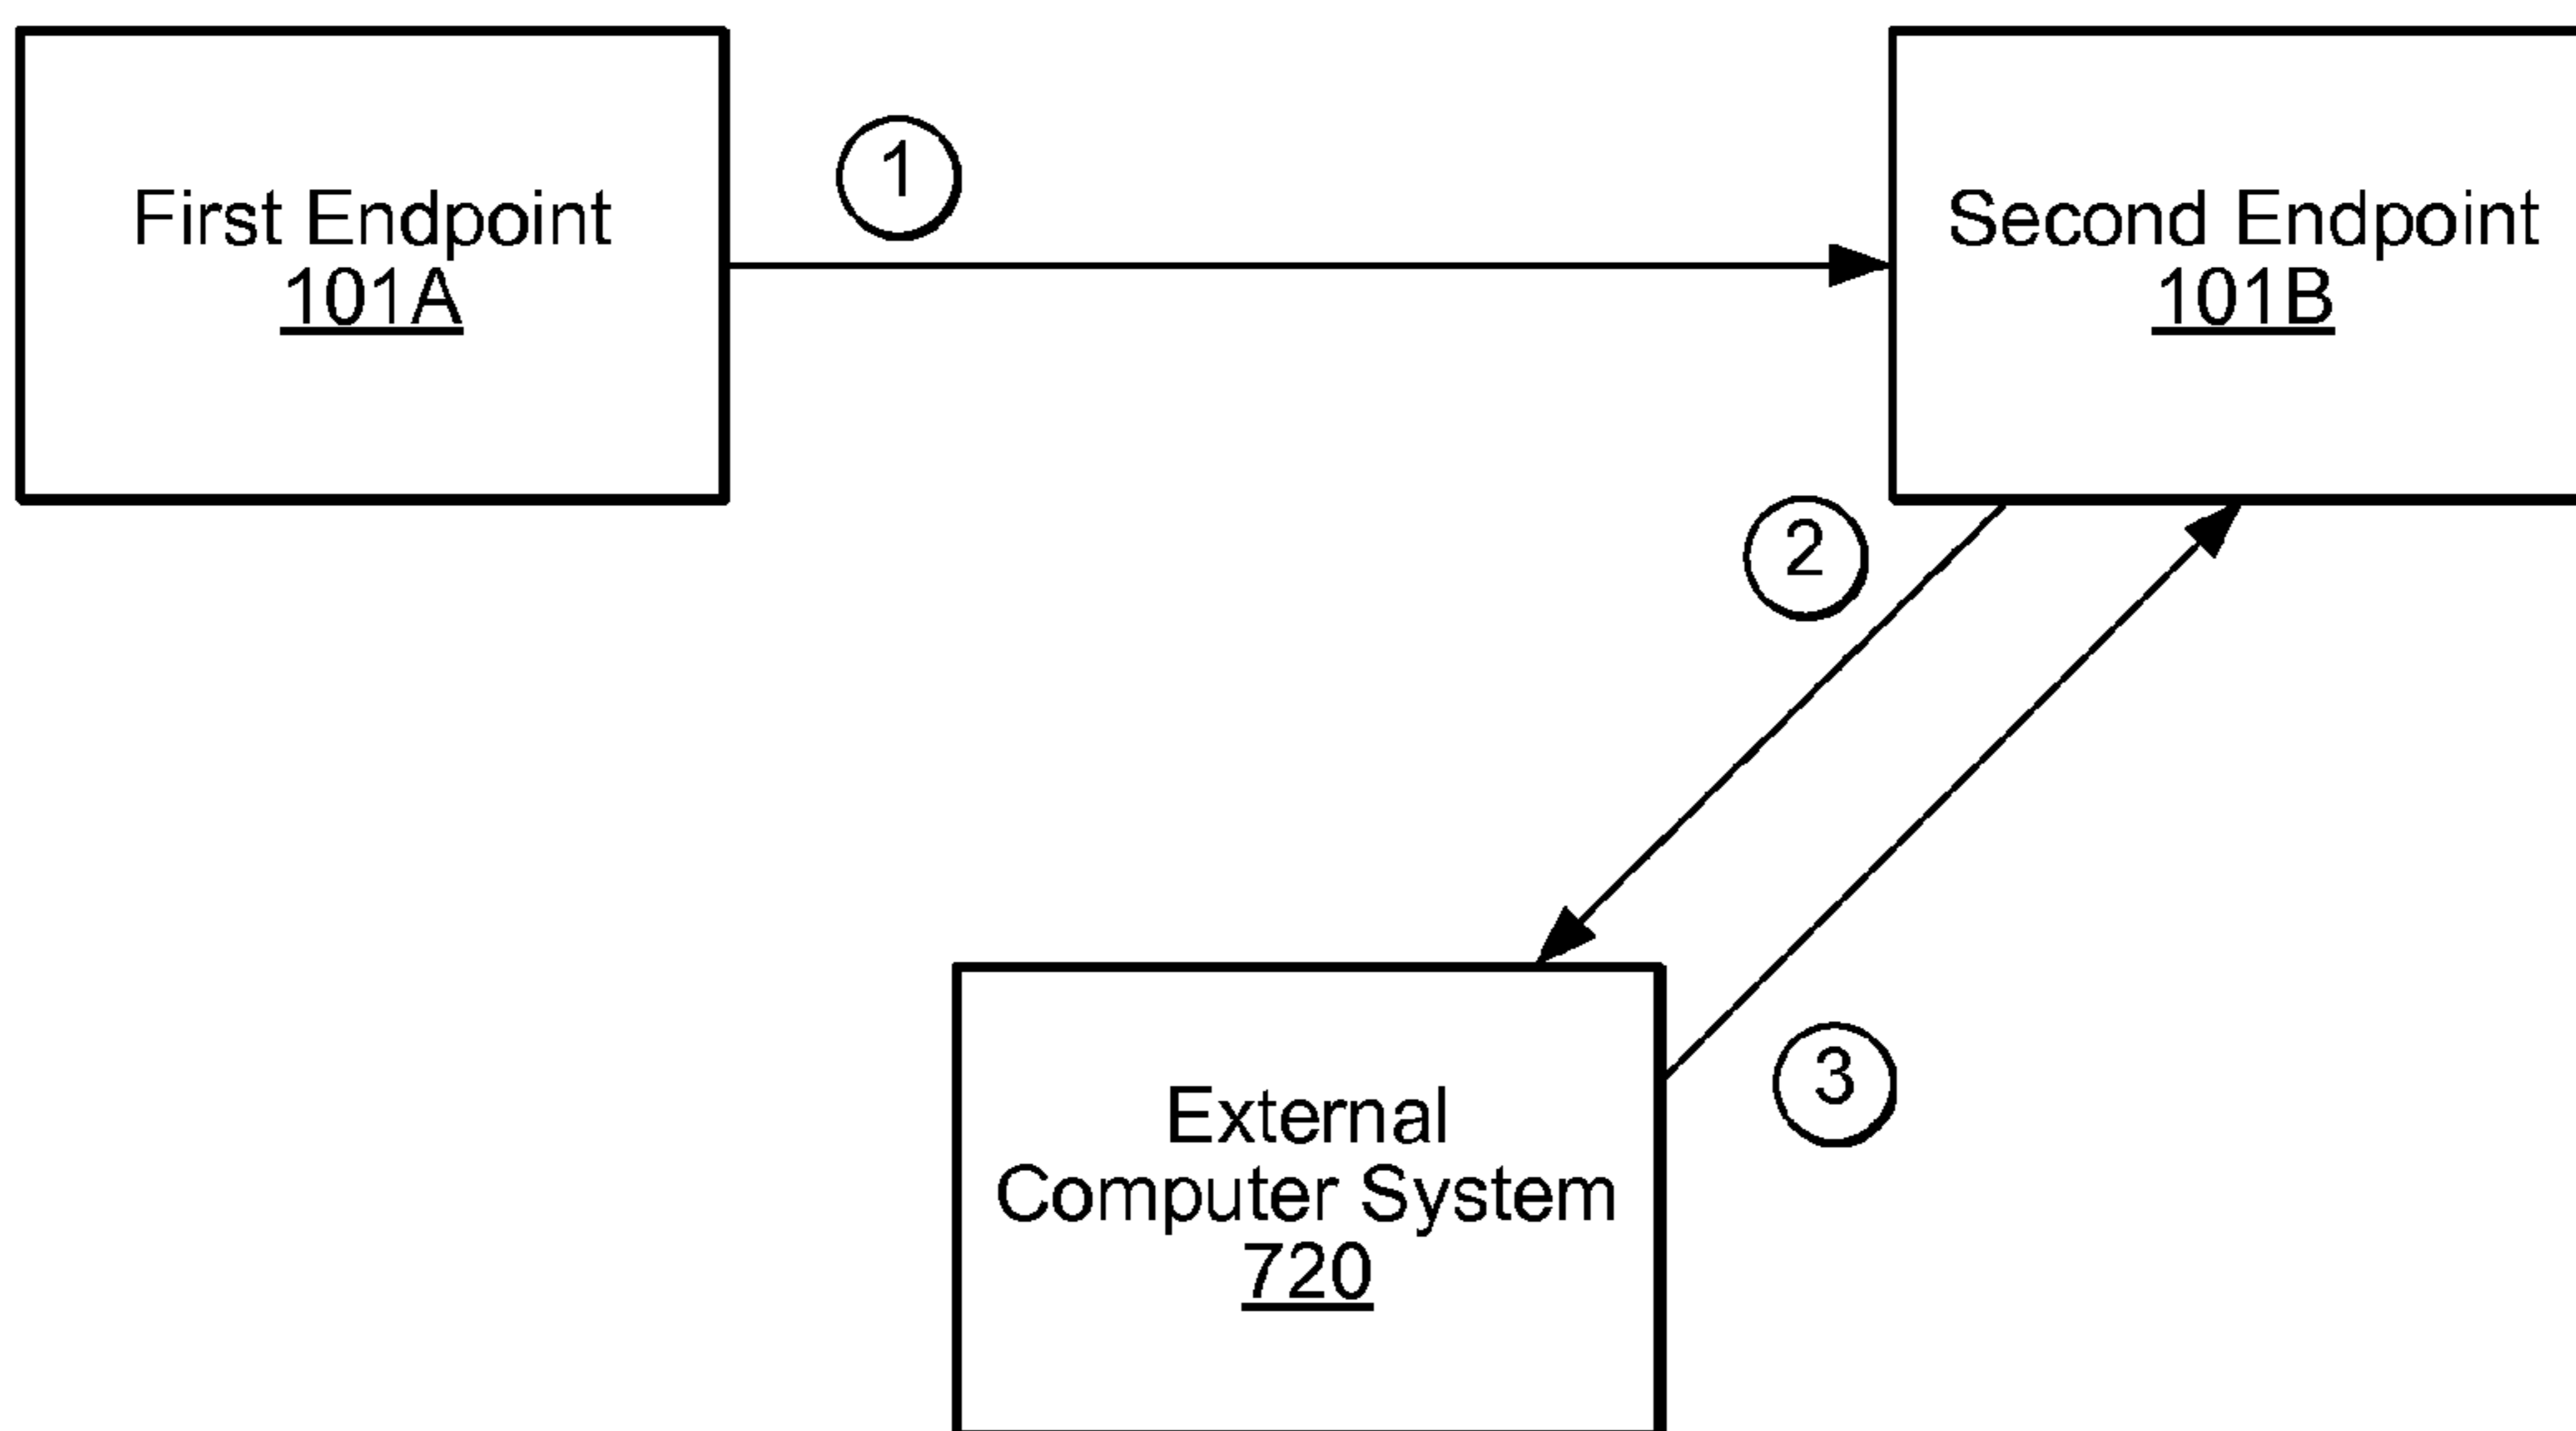 First Endpoint
101A
1
Second Endpoint
101B
2
External
Computer System
720
3